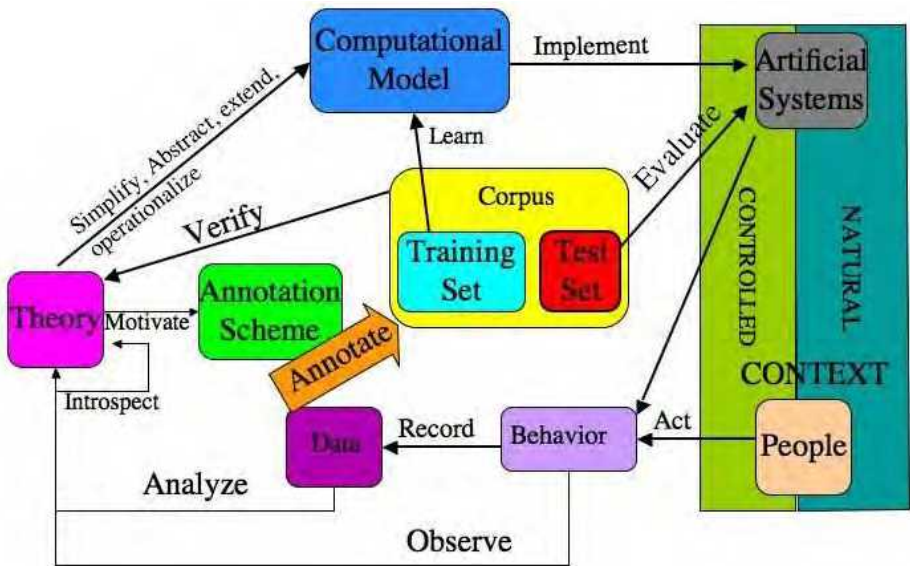 Computational
Model
Implement
Artificial
Systems
Simplify, Abstract, extend,
operationalize
Learn
Evaluate
Verify
Corpus
Training
Set
Test
Set
CONTROLLED
NATURAL
Theory
Motivate
Annotation
Scheme
Annotate
Introspect
CONTEXT
Data
Record
Behavior
Act
People
Analyze
Observe